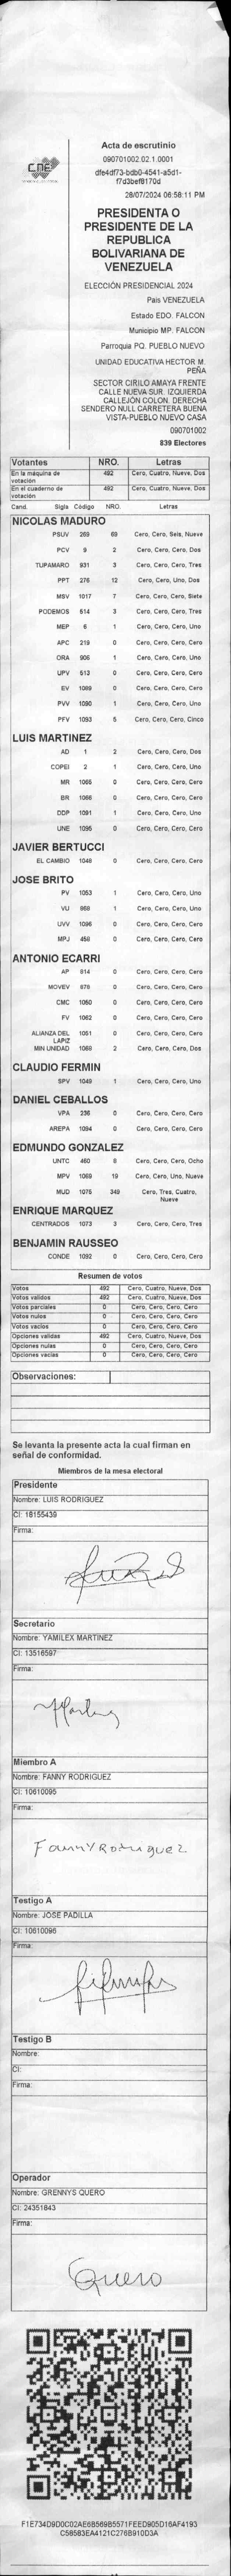 CNE
Acta de escrutinio
090701002.02.1.0001
dfe4df73-bdb0-4541-a5d1-
f7d3bef8170d
28/07/2024 06:58:11 PM
PRESIDENTA O
PRESIDENTE DE LA
REPUBLICA
BOLIVARIANA DE
VENEZUELA
ELECCIÓN PRESIDENCIAL 2024
Pais VENEZUELA
Estado EDO. FALCON
Municipio MP. FALCON
Parroquia PQ. PUEBLO NUEVO
UNIDAD EDUCATIVA HECTOR M.
PEÑA
SECTOR CIRILO AMAYA FRENTE
CALLE NUEVA SUR. IZQUIERDA
CALLEJÓN COLON. DERECHA
SENDERO NULL CARRETERA BUENA
VISTA-PUEBLO NUEVO CASA
090701002
839 Electores
Votantes NRO. Letras
En la máquina de votación 492 Cero, Cuatro, Nueve, Dos
En el cuaderno de votación 492 Cero, Cuatro, Nueve, Dos
Cand. Sigla Código NRO. Letras
NICOLAS MADURO
PSUV 269 69 Cero, Cero, Seis, Nueve
PCV 9 2 Cero, Cero, Cero, Dos
TUPAMARO 931 3 Cero, Cero, Cero, Tres
PPT 276 12 Cero, Cero, Uno, Dos
MSV 1017 7 Cero, Cero, Cero, Siete
PODEMOS 614 3 Cero, Cero, Cero, Tres
MEP 6 1 Cero, Cero, Cero, Uno
APC 219 0 Cero, Cero, Cero, Cero
ORA 906 1 Cero, Cero, Cero, Uno
UPV 513 0 Cero, Cero, Cero, Cero
EV 1089 0 Cero, Cero, Cero, Cero
PVV 1090 1 Cero, Cero, Cero, Uno
PFV 1093 5 Cero, Cero, Cero, Cinco
LUIS MARTINEZ
AD 1 2 Cero, Cero, Cero, Dos
COPEI 2 1 Cero, Cero, Cero, Uno
MR 1065 0 Cero, Cero, Cero, Cero
BR 1066 0 Cero, Cero, Cero, Cero
DDP 1091 1 Cero, Cero, Cero, Uno
UNE 1095 0 Cero, Cero, Cero, Cero
JAVIER BERTUCCI
EL CAMBIO 1048 0 Cero, Cero, Cero, Cero
JOSE BRITO
PV 1053 1 Cero, Cero, Cero, Uno
VU 868 1 Cero, Cero, Cero, Uno
UVV 1096 0 Cero, Cero, Cero, Cero
MPJ 459 0 Cero, Cero, Cero, Cero
ANTONIO ECARRI
AP 814 0 Cero, Cero, Cero, Cero
MOVEV 878 0 Cero, Cero, Cero, Cero
CMC 1060 0 Cero, Cero, Cero, Cero
FV 1062 0 Cero, Cero, Cero, Cero
ALIANZA DEL LAPIZ 1051 0 Cero, Cero, Cero, Cero
MIN UNIDAD 1068 2 Cero, Cero, Cero, Dos
CLAUDIO FERMIN
SPV 1049 1 Cero, Cero, Cero, Uno
DANIEL CEBALLOS
VPA 236 0 Cero, Cero, Cero, Cero
AREPA 1094 0 Cero, Cero, Cero, Cero
EDMUNDO GONZALEZ
UNTC 460 8 Cero, Cero, Cero, Ocho
MPV 1069 19 Cero, Cero, Uno, Nueve
MUD 1075 349 Cero, Tres, Cuatro,
Nueve
ENRIQUE MARQUEZ
CENTRADOS 1073 3 Cero, Cero, Cero, Tres
BENJAMIN RAUSSEO
CONDE 1092 0 Cero, Cero, Cero, Cero
Resumen de votos
Votos 492 Cero, Cuatro, Nueve, Dos
Votos validos 492 Cero, Cuatro, Nueve, Dos
Votos parciales 0 Cero, Cero, Cero, Cero
Votos nulos 0 Cero, Cero, Cero, Cero
Votos vacios 0 Cero, Cero, Cero, Cero
Opciones validas 492 Cero, Cuatro, Nueve, Dos
Opciones nulas 0 Cero, Cero, Cero, Cero
Opciones vacias 0 Cero, Cero, Cero, Cero
Observaciones:
Se levanta la presente acta la cual firman en
señal de conformidad.
Miembros de la mesa electoral
Presidente
Nombre: LUIS RODRIGUEZ
CI: 18155439
Firma:
Secretario
Nombre: YAMILEX MARTINEZ
CI: 13516597
Firma:
Miembro A
Nombre: FANNY RODRIGUEZ
CI: 10610095
Firma:
Fanny Rodriguez
Testigo A
Nombre: JOSE PADILLA
CI: 10610096
Firma:
Testigo B
Nombre:
CI:
Firma:
Operador
Nombre: GRENNYS QUERO
CI: 24351843
Firma:
Quero
F1E734D9D0C02AE6B569B5571FEED905D16AF4193
C58583EA4121C276B910D3A